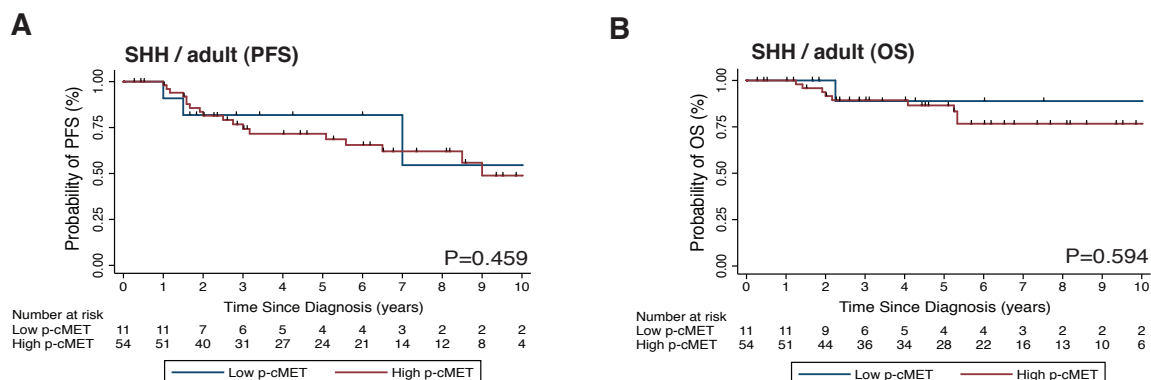 A
SHH / adult (PFS)
Probability of PFS (%)
1.00
0.75
0.50
0.25
0.00
P=0.459
0 1 2 3 4 5 6 7 8 9 10
Time Since Diagnosis (years)
Number at risk
Low p-cMET 11 11 7 6 5 4 4 3 2 2 2
High p-cMET 54 51 40 31 27 24 21 14 12 8 4
Low p-cMET High p-cMET
B
SHH / adult (OS)
Probability of OS (%)
1.00
0.75
0.50
0.25
0.00
P=0.594
0 1 2 3 4 5 6 7 8 9 10
Time Since Diagnosis (years)
Number at risk
Low p-cMET 11 11 9 6 5 4 4 3 2 2 2
High p-cMET 54 51 44 36 34 28 22 16 13 10 6
Low p-cMET High p-cMET